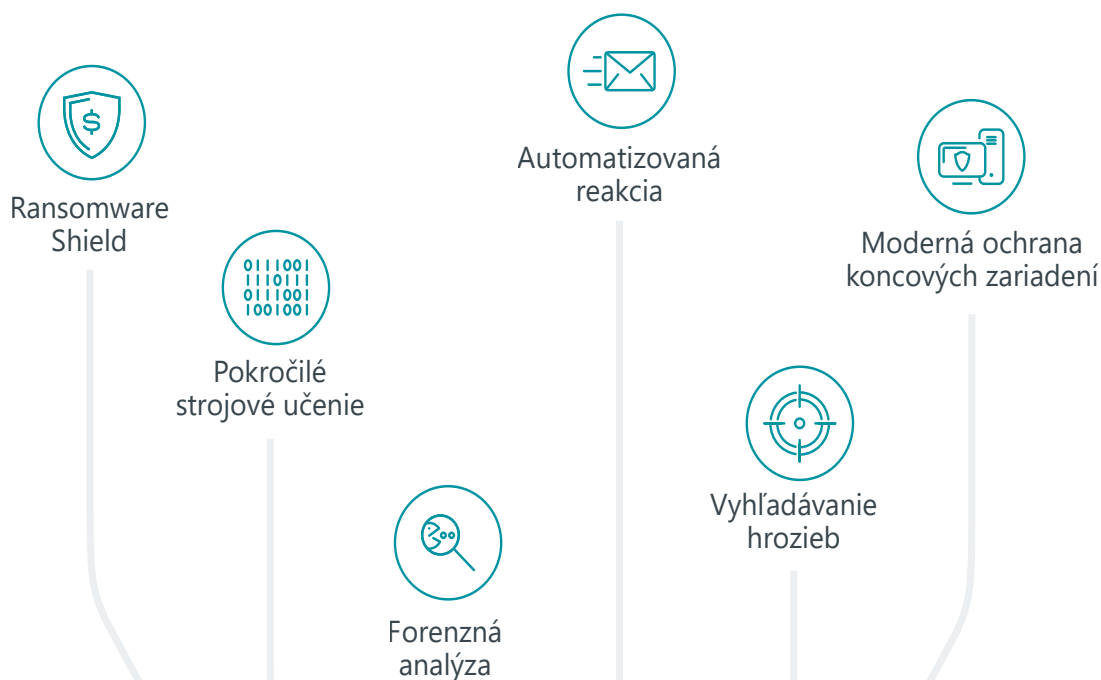 Ransomware
Shield
0111001
1110111
0111001
1001001
Pokročilé
strojové učenie
Forenzná
analýza
Automatizovaná
reakcia
Vyhľadávanie
hrozieb
Moderná ochrana
koncových zariadení